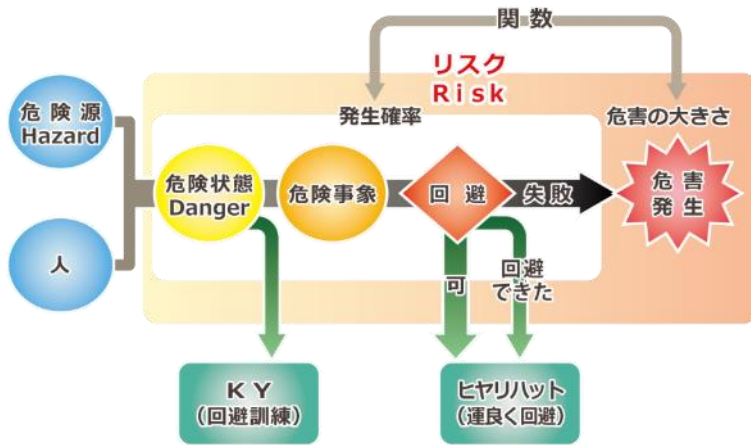 関数
リスク
Risk
発生確率
危害の大きさ
危険源
Hazard
人
危険状態
Danger
危険事象
回避
失敗
危害
発生
可
回避
できた
KY
(回避訓練)
ヒヤリハット
(運良く回避)